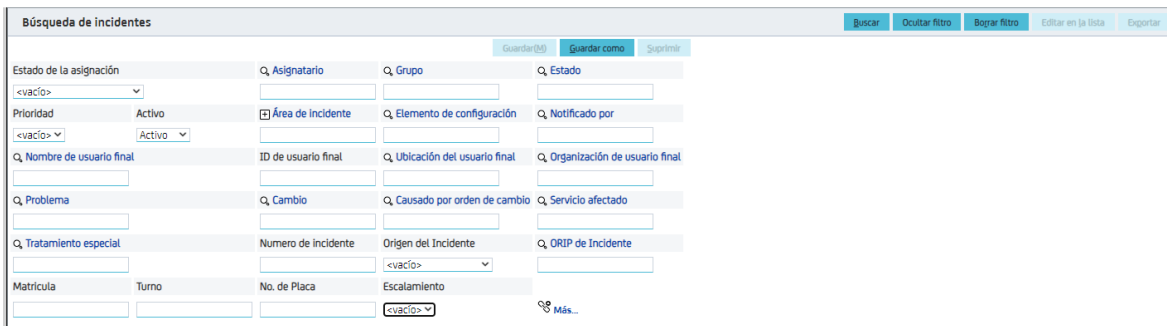 Búsqueda de incidentes Buscar Ocultar filtro Borrar filtro Editar en la lista Exportar
Guardar(M) Guardar como Suprimir
Estado de la asignación Asignatario Grupo Estado
<vacío>
Prioridad Activo Área de incidente Elemento de configuración Notificado por
<vacío> Activo
Nombre de usuario final ID de usuario final Ubicación del usuario final Organización de usuario final
Problema Cambio Causado por orden de cambio Servicio afectado
Tratamiento especial Numero de incidente Origen del Incidente ORIP de Incidente
<vacío>
Matricula Turno No. de Placa Escalamiento
<vacío> Más...